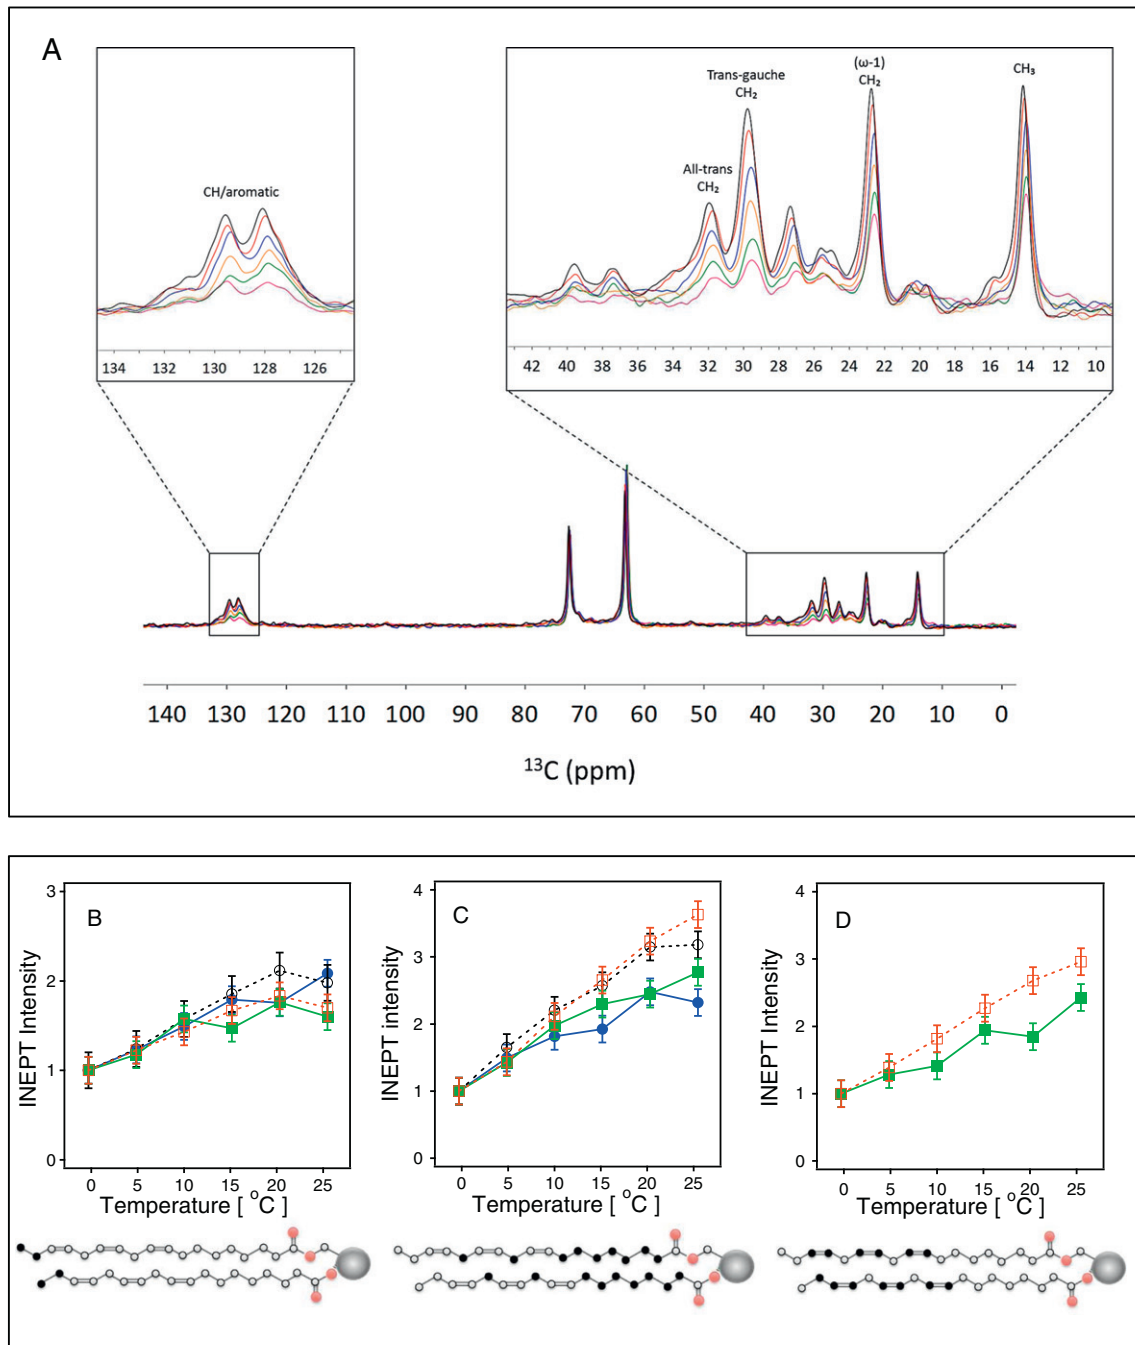 A
CH/aromatic
134 132 130 128 126
Trans-gauche
CH₂
All-trans
CH₂
(ω-1)
CH₂
CH₃
42 40 38 36 34 32 30 28 26 24 22 20 18 16 14 12 10
140 130 120 110 100 90 80 70 60 50 40 30 20 10 0
¹³C (ppm)
B
INEPT Intensity
3
2
1
0
0 5 10 15 20 25
Temperature [ °C ]
C
INEPT intensity
4
3
2
1
0
0 5 10 15 20 25
Temperature [ °C ]
D
INEPT Intensity
4
3
2
1
0
0 5 10 15 20 25
Temperature [ °C ]